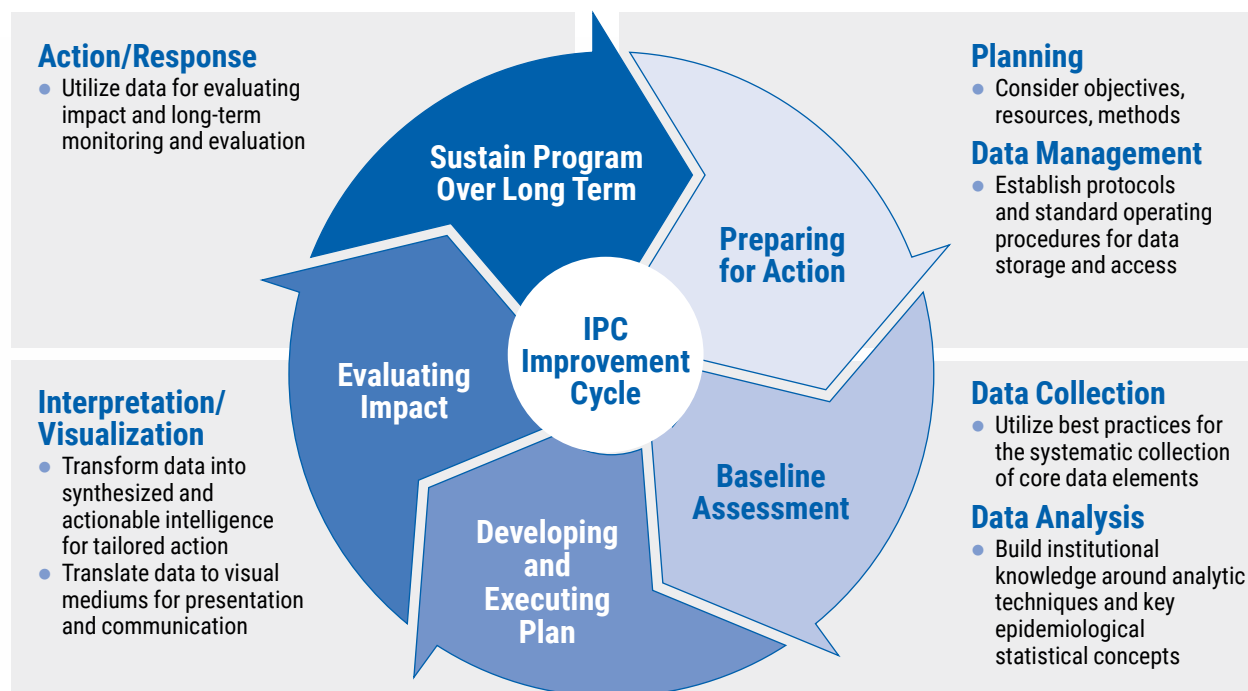 Action/Response
Utilize data for evaluating
impact and long-term
monitoring and evaluation
Planning
Consider objectives,
resources, methods
Data Management
Establish protocols
and standard operating
procedures for data
storage and access
Sustain Program
Over Long Term
Preparing
for Action
IPC
Improvement
Cycle
Evaluating
Impact
Baseline
Assessment
Developing
and
Executing
Plan
Interpretation/
Visualization
Transform data into
synthesized and
actionable intelligence
for tailored action
Translate data to visual
mediums for presentation
and communication
Data Collection
Utilize best practices for
the systematic collection
of core data elements
Data Analysis
Build institutional
knowledge around analytic
techniques and key
epidemiological
statistical concepts